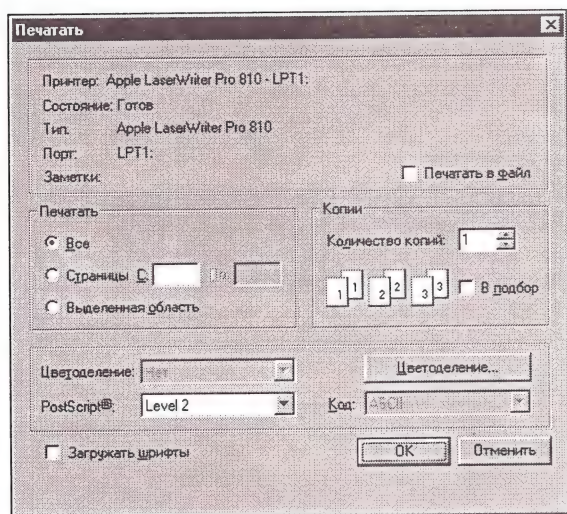 Печатать
Принтер: Apple LaserWriter Pro 810 - LPT1:
Состояние: Готов
Тип: Apple LaserWriter Pro 810
Порт: LPT1:
Заметки:
Печатать в файл
Печатать
Все
Страницы С: По:
Выделенная область
Копии
Количество копий: 1
1 1 2 2 3 3 В подбор
Цветоделение: Нет
Цветоделение...
PostScript®: Level 2
Код: ASCII
Загружать шрифты
OK Отменить